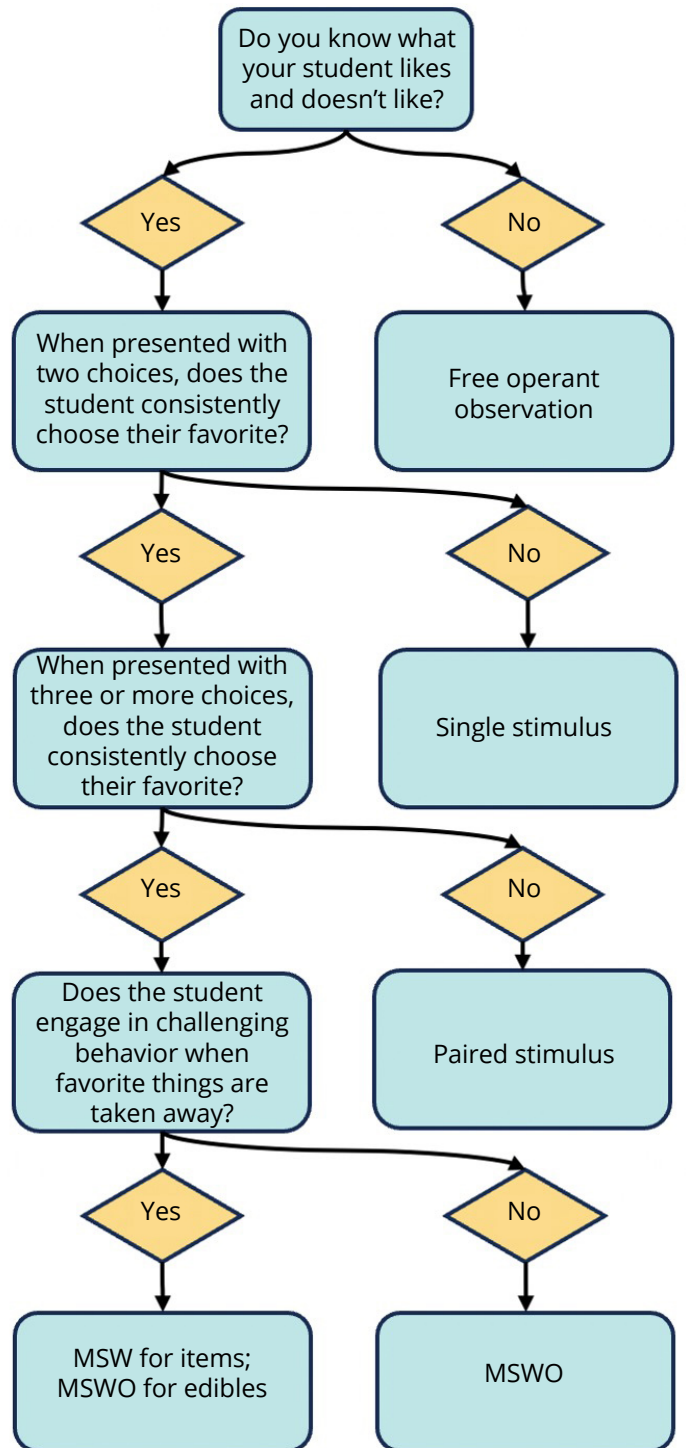 Do you know what
your student likes
and doesn’t like?
Yes
No
When presented with
two choices, does the
student consistently
choose their favorite?
Free operant
observation
Yes
No
When presented with
three or more choices,
does the student
consistently choose
their favorite?
Single stimulus
Yes
No
Does the student
engage in challenging
behavior when
favorite things are
taken away?
Paired stimulus
Yes
No
MSW for items;
MSWO for edibles
MSWO